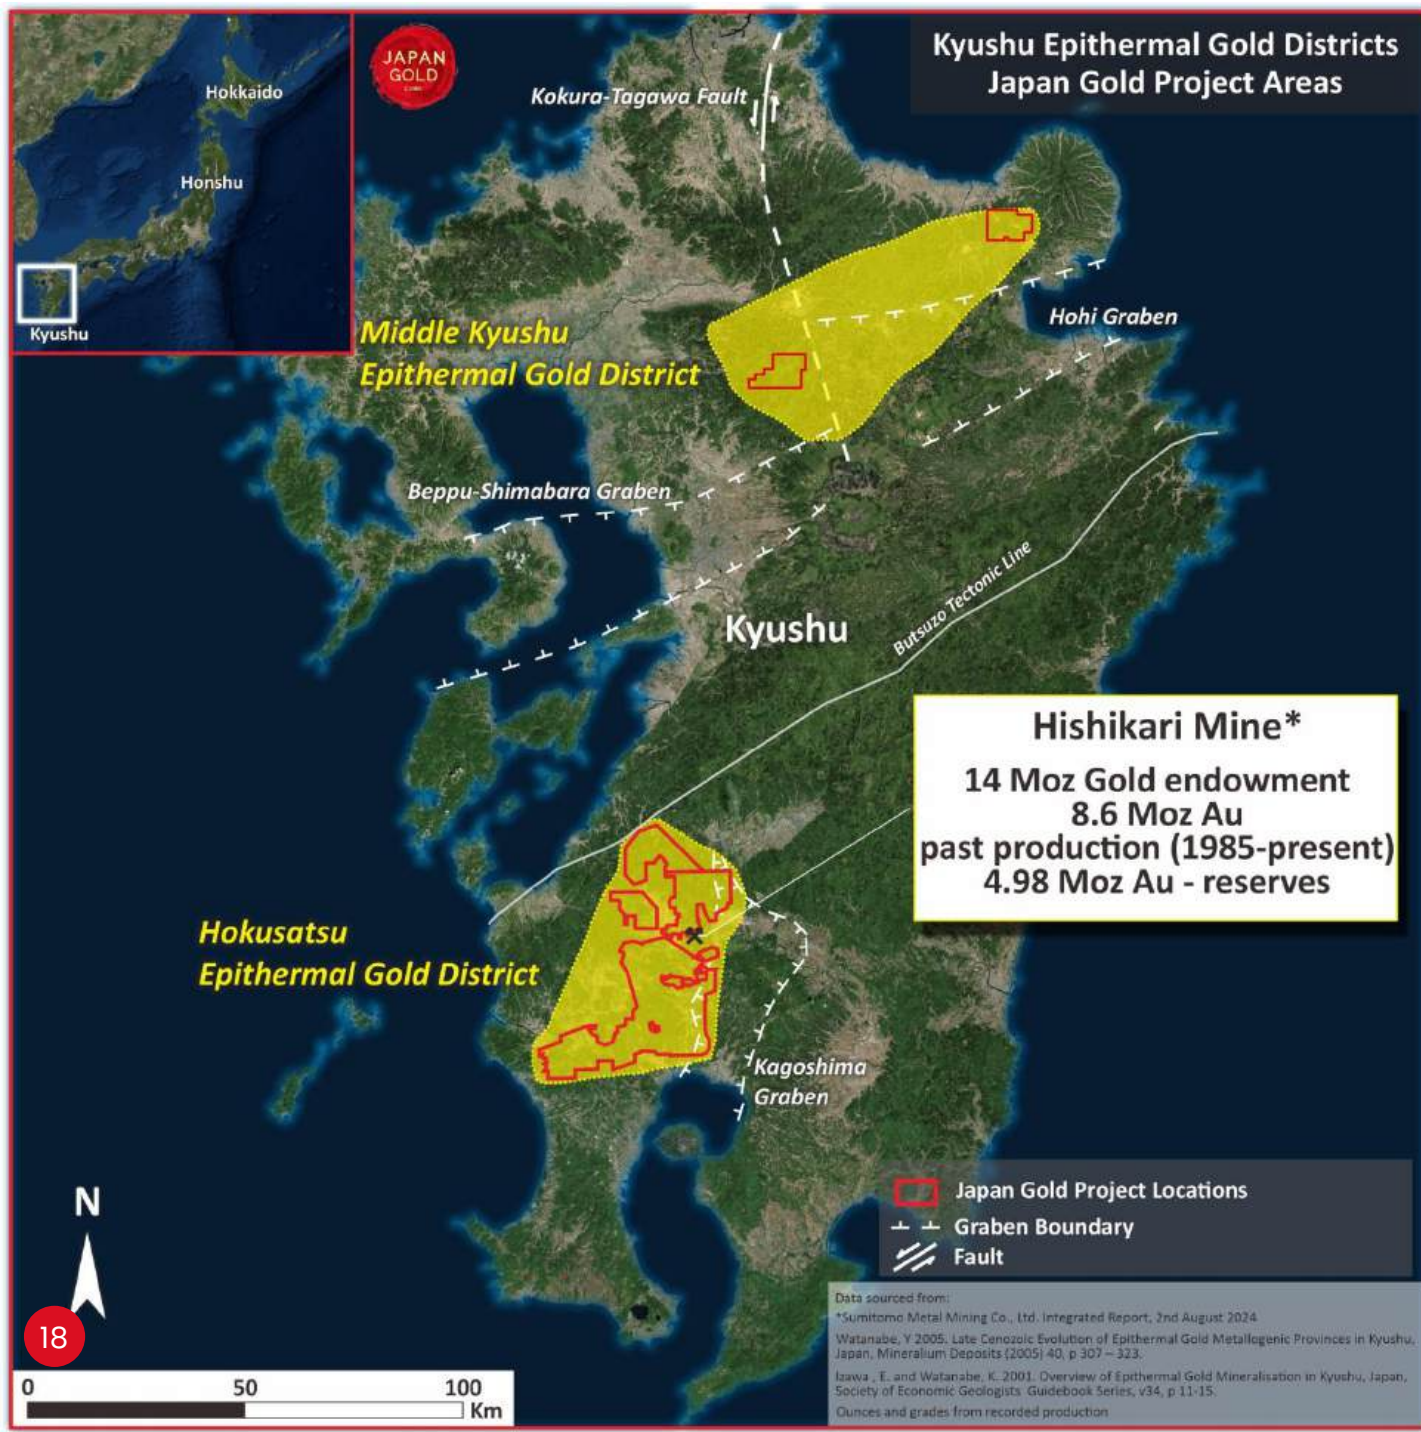 Kyushu Epithermal Gold Districts
Japan Gold Project Areas
JAPAN
GOLD
Hokkaido
Honshu
Kyushu
Kokura-Tagawa Fault
Hohi Graben
Middle Kyushu
Epithermal Gold District
Beppu-Shimabara Graben
Kyushu
Butsuzo Tectonic Line
Hishikari Mine*
14 Moz Gold endowment
8.6 Moz Au
past production (1985-present)
4.98 Moz Au - reserves
Hokusatsu
Epithermal Gold District
Kagoshima
Graben
N
Japan Gold Project Locations
Graben Boundary
Fault
Data sourced from:
*Sumitomo Metal Mining Co., Ltd. Integrated Report, 2nd August 2024
Watanabe, Y 2005. Late Cenozoic Evolution of Epithermal Gold Metallogenic Provinces in Kyushu,
Japan, Mineralium Deposits (2005) 40, p 307 – 323.
Izawa , E. and Watanabe, K. 2001. Overview of Epithermal Gold Mineralisation in Kyushu, Japan,
Society of Economic Geologists Guidebook Series, v34, p 11-15.
Ounces and grades from recorded production
18
0 50 100
Km